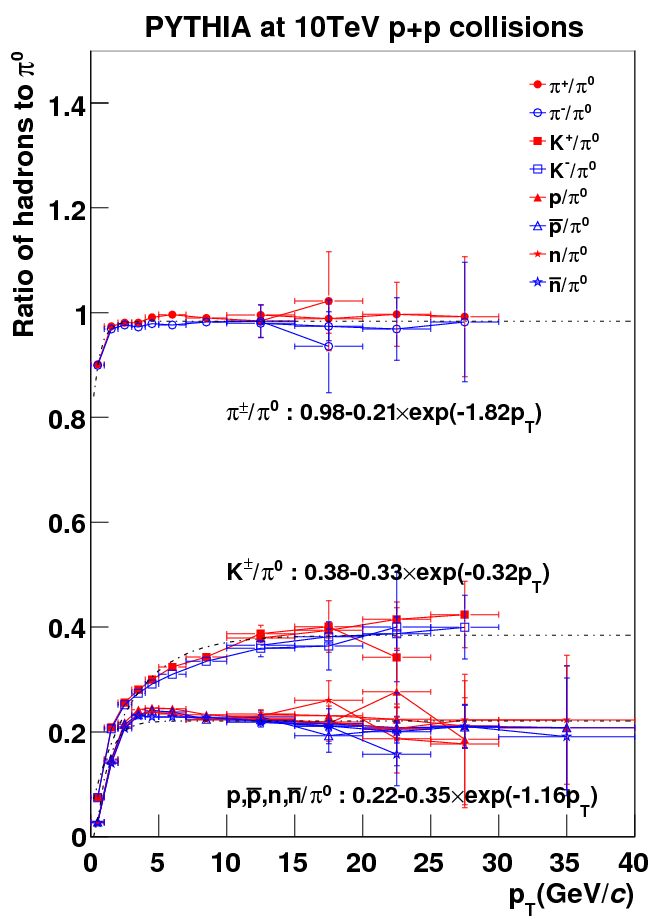 PYTHIA at 10TeV p+p collisions
Ratio of hadrons to π⁰
1.4
1.2
1
0.8
0.6
0.4
0.2
0
π⁺/π⁰
π⁻/π⁰
K⁺/π⁰
K⁻/π⁰
p/π⁰
p̅/π⁰
n/π⁰
n̅/π⁰
π±/π⁰ : 0.98-0.21×exp(-1.82p_T)
K±/π⁰ : 0.38-0.33×exp(-0.32p_T)
p,p̅,n,n̅/π⁰ : 0.22-0.35×exp(-1.16p_T)
0 5 10 15 20 25 30 35 40
p_T(GeV/c)